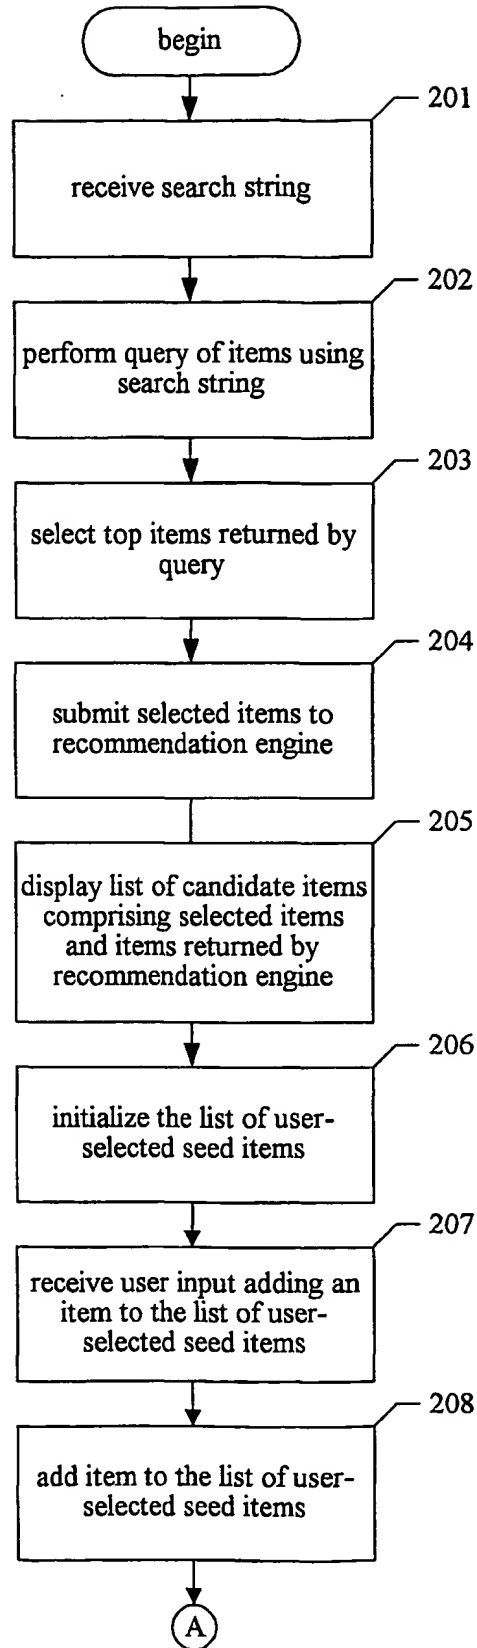 begin
201
receive search string
202
perform query of items using
search string
203
select top items returned by
query
204
submit selected items to
recommendation engine
205
display list of candidate items
comprising selected items
and items returned by
recommendation engine
206
initialize the list of user-
selected seed items
207
receive user input adding an
item to the list of user-
selected seed items
208
add item to the list of user-
selected seed items
A